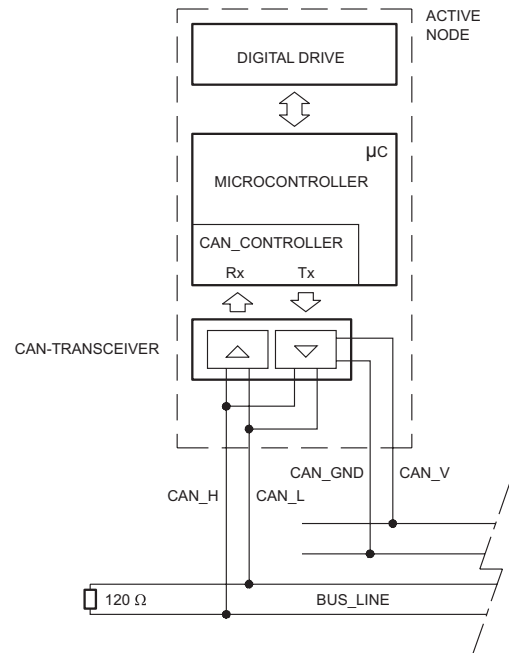 ACTIVE
NODE
DIGITAL DRIVE
μC
MICROCONTROLLER
CAN_CONTROLLER
Rx Tx
CAN-TRANSCEIVER
CAN_GND CAN_V
CAN_H CAN_L
120 Ω BUS_LINE